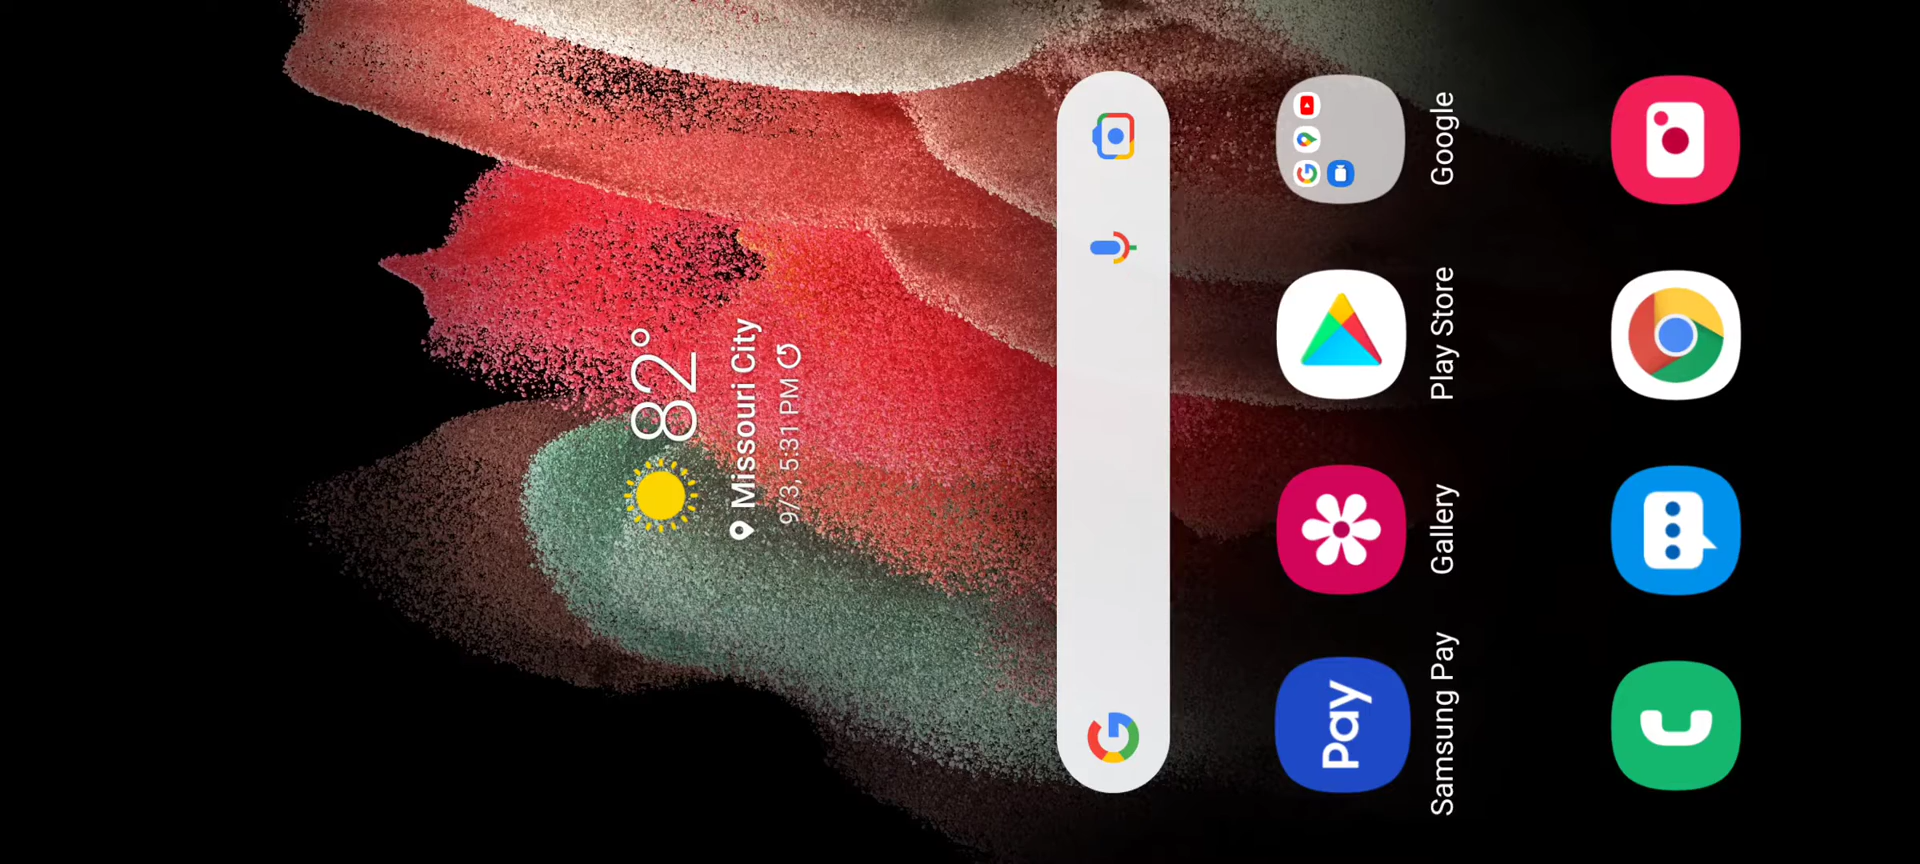 82°
Missouri City
9/3, 5:31 PM
Pay
Samsung Pay
Gallery
Play Store
Google